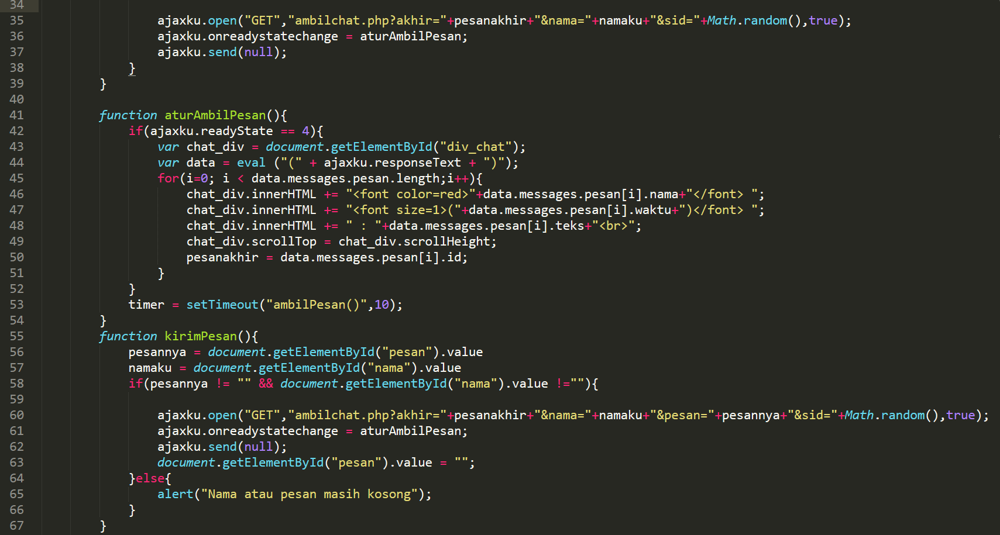 34
35 ajaxku.open("GET","ambilchat.php?akhir="+pesanakhir+"&nama="+namaku+"&sid="+Math.random(),true);
36 ajaxku.onreadystatechange = aturAmbilPesan;
37 ajaxku.send(null);
38 }
39 }
40
41 function aturAmbilPesan(){
42 if(ajaxku.readyState == 4){
43 var chat_div = document.getElementById("div_chat");
44 var data = eval ("(" + ajaxku.responseText + ")");
45 for(i=0; i < data.messages.pesan.length;i++){
46 chat_div.innerHTML += "<font color=red>"+data.messages.pesan[i].nama+"</font> ";
47 chat_div.innerHTML += "<font size=1>("+data.messages.pesan[i].waktu+")</font> ";
48 chat_div.innerHTML += " : "+data.messages.pesan[i].teks+"<br>";
49 chat_div.scrollTop = chat_div.scrollHeight;
50 pesanakhir = data.messages.pesan[i].id;
51 }
52 }
53 timer = setTimeout("ambilPesan()",10);
54 }
55 function kirimPesan(){
56 pesannya = document.getElementById("pesan").value
57 namaku = document.getElementById("nama").value
58 if(pesannya != "" && document.getElementById("nama").value !=""){
59
60 ajaxku.open("GET","ambilchat.php?akhir="+pesanakhir+"&nama="+namaku+"&pesan="+pesannya+"&sid="+Math.random(),true);
61 ajaxku.onreadystatechange = aturAmbilPesan;
62 ajaxku.send(null);
63 document.getElementById("pesan").value = "";
64 }else{
65 alert("Nama atau pesan masih kosong");
66 }
67 }